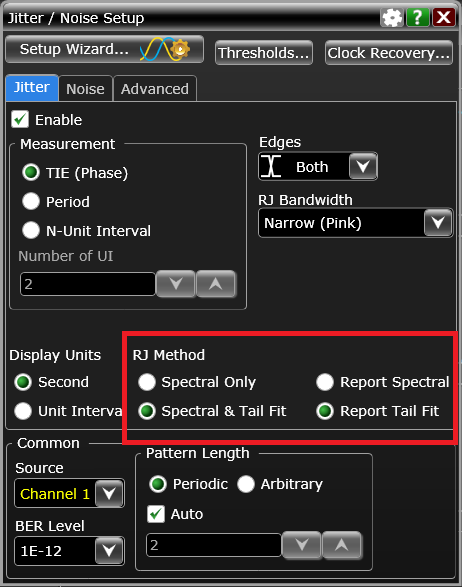 Jitter / Noise Setup
Setup Wizard... Thresholds... Clock Recovery...
Jitter Noise Advanced
Enable
Measurement
TIE (Phase)
Period
N-Unit Interval
Number of UI
2
Edges
Both
RJ Bandwidth
Narrow (Pink)
Display Units
Second
Unit Interva
RJ Method
Spectral Only Report Spectral
Spectral & Tail Fit Report Tail Fit
Common
Source
Channel 1
BER Level
1E-12
Pattern Length
Periodic Arbitrary
Auto
2